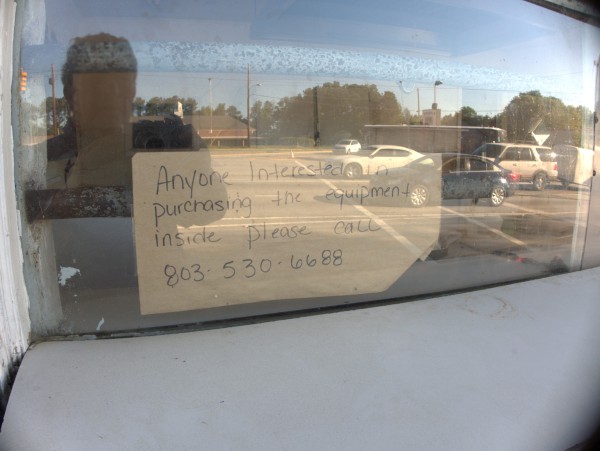 Anyone Interested in
purchasing the equipment
inside please call
803.530.6688